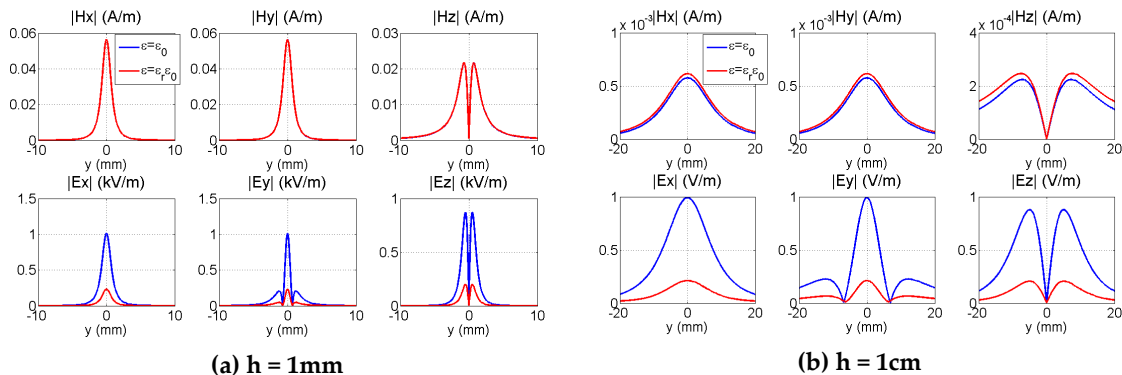 |Hx| (A/m) |Hy| (A/m) |Hz| (A/m)
0.06 0.06 0.06
ε=ε0
ε=εrε0
0.04 0.04 0.04
0.02 0.02 0.02
0 0 0
-10 0 10 -10 0 10 -10 0 10
y (mm) y (mm) y (mm)
|Ex| (kV/m) |Ey| (kV/m) |Ez| (kV/m)
1.5 1.5 1
1 1
0.5 0.5 0.5
0 0
-10 0 10 -10 0 10 -10 0 10
y (mm) y (mm) y (mm)
(a) h = 1mm
x 10-3 |Hx| (A/m) x 10-3 |Hy| (A/m) x 10-4 |Hz| (A/m)
1 1 4
ε=ε0
ε=εrε0
0.5 0.5 2
0 0 0
-20 0 20 -20 0 20 -20 0 20
y (mm) y (mm) y (mm)
|Ex| (V/m) |Ey| (V/m) |Ez| (V/m)
1 1 1
0.5 0.5 0.5
0 0 0
-20 0 20 -20 0 20 -20 0 20
y (mm) y (mm) y (mm)
(b) h = 1cm